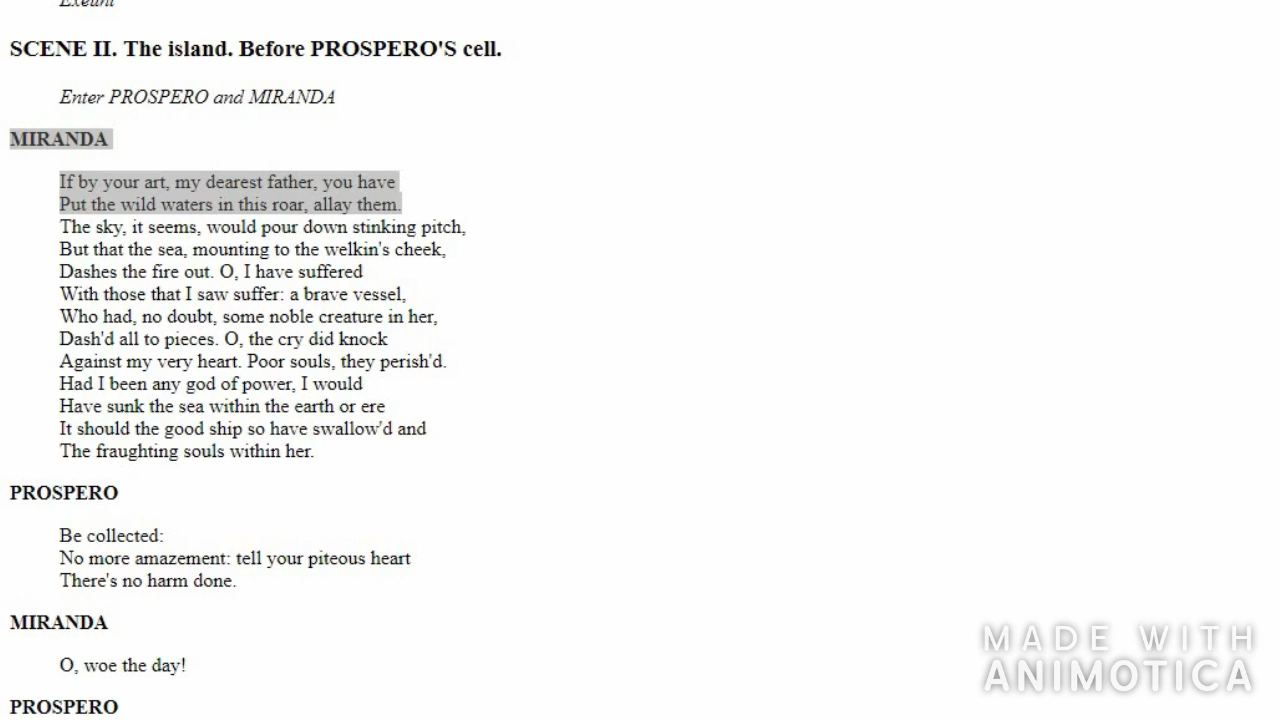 Exeunt
SCENE II. The island. Before PROSPERO'S cell.
Enter PROSPERO and MIRANDA
MIRANDA
If by your art, my dearest father, you have
Put the wild waters in this roar, allay them.
The sky, it seems, would pour down stinking pitch,
But that the sea, mounting to the welkin's cheek,
Dashes the fire out. O, I have suffered
With those that I saw suffer: a brave vessel,
Who had, no doubt, some noble creature in her,
Dash'd all to pieces. O, the cry did knock
Against my very heart. Poor souls, they perish'd.
Had I been any god of power, I would
Have sunk the sea within the earth or ere
It should the good ship so have swallow'd and
The fraughting souls within her.
PROSPERO
Be collected:
No more amazement: tell your piteous heart
There's no harm done.
MIRANDA
O, woe the day!
PROSPERO
MADE WITH
ANIMOTICA